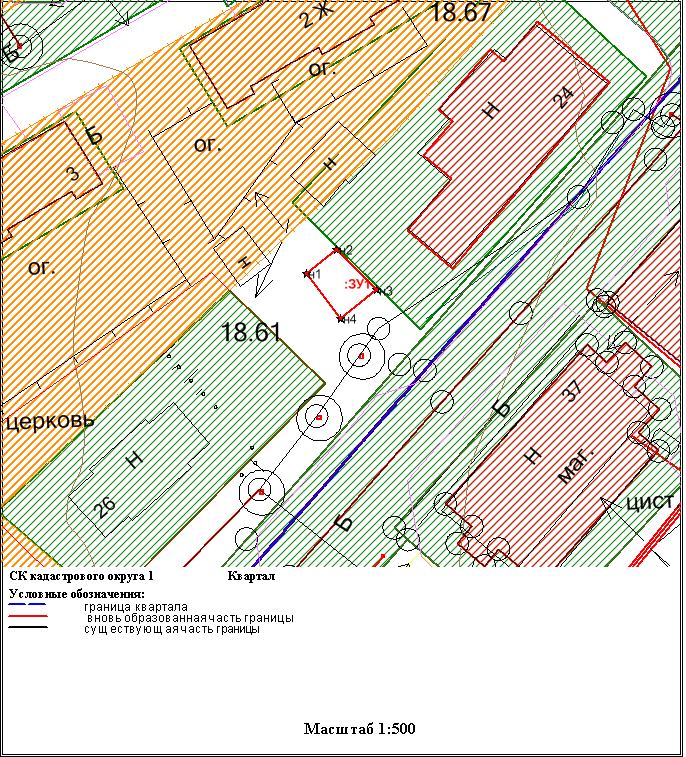 2 Ж
18.67
Б
ог.
24
Н
Б
ог.
3
н
ог.
н
н2
н1
:ЗУ1
н3
н4
18.61
церковь
37
Б
Н
Н
маг.
26
Б
цист
СК кадастрового округа 1 Квартал
Условные обозначения:
граница квартала
вновь образованная часть границы
существующая часть границы
Масштаб 1:500